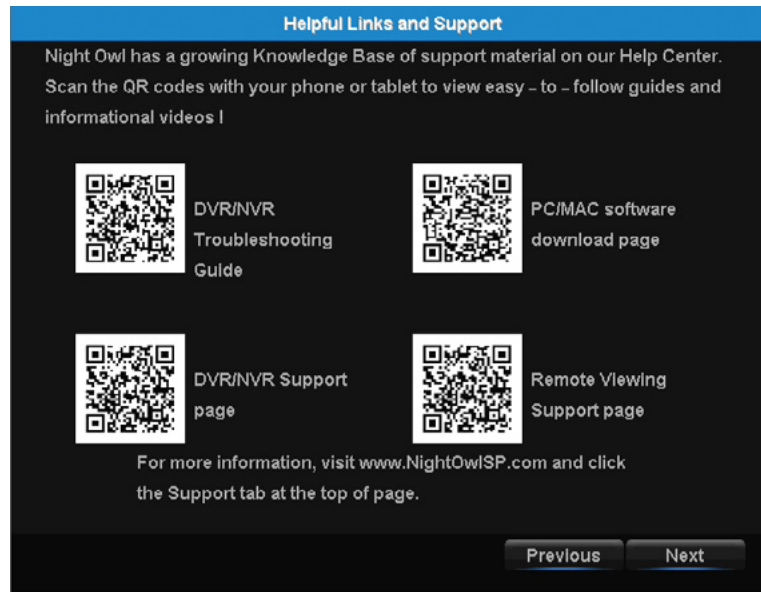 Helpful Links and Support
Night Owl has a growing Knowledge Base of support material on our Help Center.
Scan the QR codes with your phone or tablet to view easy - to - follow guides and
informational videos !
DVR/NVR
Troubleshooting
Guide
PC/MAC software
download page
DVR/NVR Support
page
Remote Viewing
Support page
For more information, visit www.NightOwlSP.com and click
the Support tab at the top of page.
Previous
Next